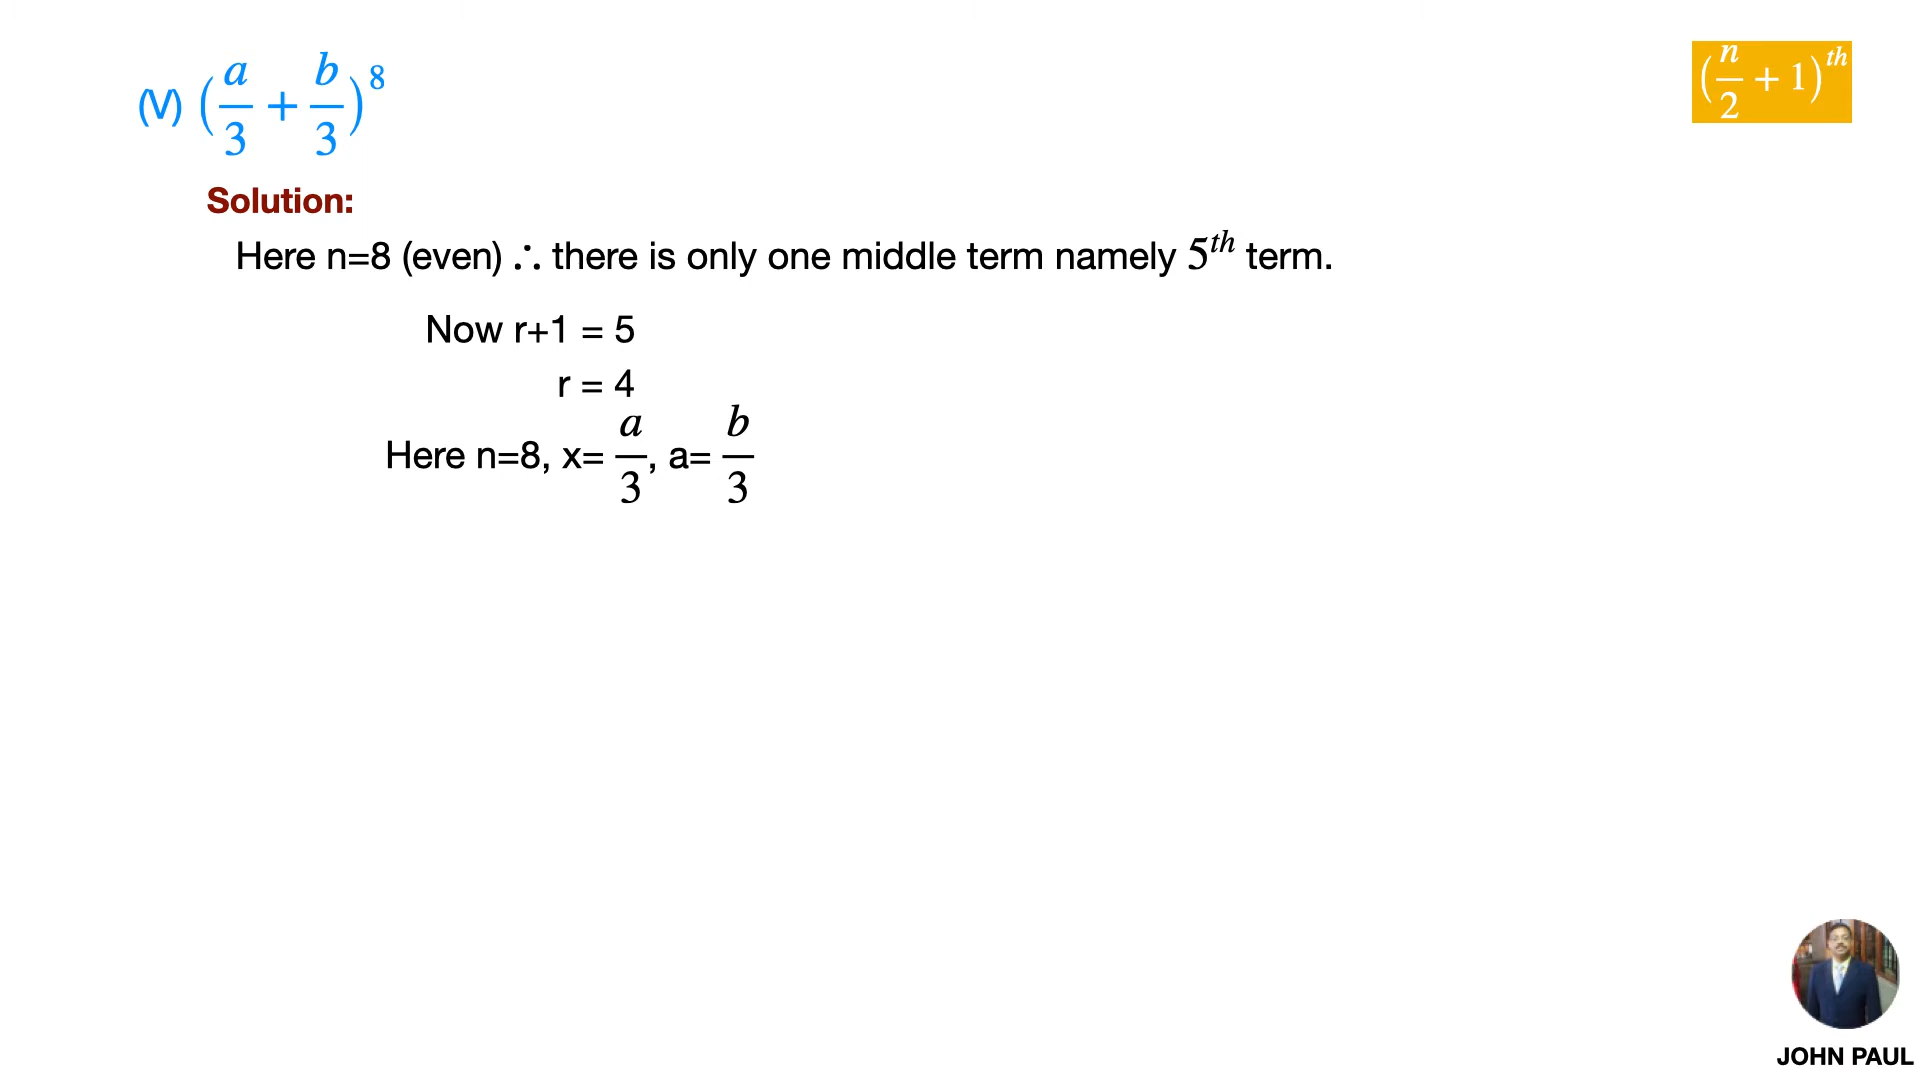 (V) (a/3 + b/3)^8
(n/2 + 1)^th
Solution:
Here n=8 (even) ∴ there is only one middle term namely 5^th term.
Now r+1 = 5
r = 4
Here n=8, x= a/3, a= b/3
JOHN PAUL